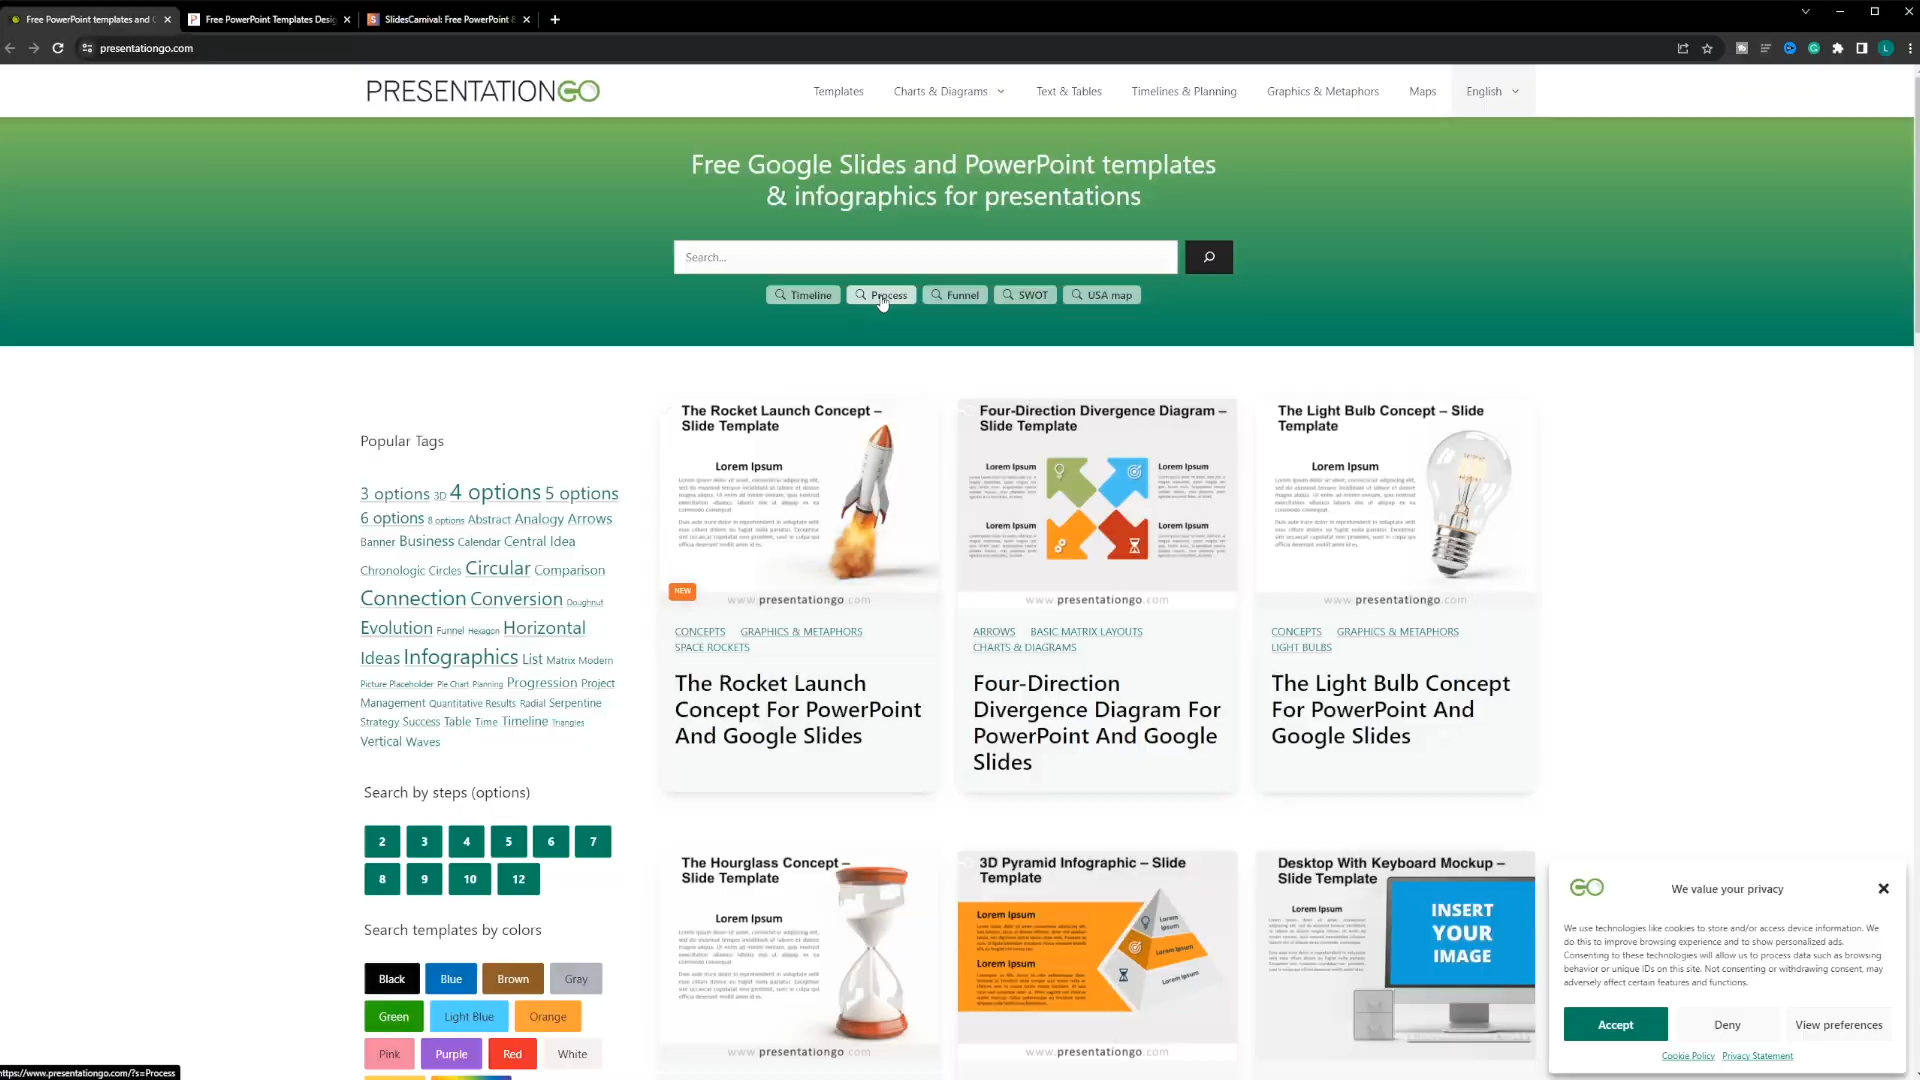 Free PowerPoint templates and
Free PowerPoint Templates Desi
SlidesCarnival: Free PowerPoint &
presentationgo.com
PRESENTATIONGO
Templates
Charts & Diagrams
Text & Tables
Timelines & Planning
Graphics & Metaphors
Maps
English
Free Google Slides and PowerPoint templates
& infographics for presentations
Search...
Timeline
Process
Funnel
SWOT
USA map
Popular Tags
3 options 3D 4 options 5 options
6 options 8 options Abstract Analogy Arrows
Banner Business Calendar Central Idea
Chronologic Circles Circular Comparison
Connection Conversion Doughnut
Evolution Funnel Hexagon Horizontal
Ideas Infographics List Matrix Modern
Picture Placeholder Pie Chart Planning Progression Project
Management Quantitative Results Radial Serpentine
Strategy Success Table Time Timeline Triangles
Vertical Waves
Search by steps (options)
2 3 4 5 6 7
8 9 10 12
Search templates by colors
Black Blue Brown Gray
Green Light Blue Orange
Pink Purple Red White
The Rocket Launch Concept –
Slide Template
Lorem Ipsum
NEW
www.presentationgo.com
CONCEPTS GRAPHICS & METAPHORS
SPACE ROCKETS
The Rocket Launch
Concept For PowerPoint
And Google Slides
Four-Direction Divergence Diagram –
Slide Template
Lorem Ipsum
Lorem Ipsum
Lorem Ipsum
Lorem Ipsum
www.presentationgo.com
ARROWS BASIC MATRIX LAYOUTS
CHARTS & DIAGRAMS
Four-Direction
Divergence Diagram For
PowerPoint And Google
Slides
The Light Bulb Concept – Slide
Template
Lorem Ipsum
www.presentationgo.com
CONCEPTS GRAPHICS & METAPHORS
LIGHT BULBS
The Light Bulb Concept
For PowerPoint And
Google Slides
The Hourglass Concept –
Slide Template
Lorem Ipsum
www.presentationgo.com
3D Pyramid Infographic – Slide
Template
Lorem Ipsum
Lorem Ipsum
Lorem
Ipsum
Lorem Ipsum
Lorem Ipsum
www.presentationgo.com
Desktop With Keyboard Mockup –
Slide Template
Lorem Ipsum
INSERT
YOUR
IMAGE
GO
We value your privacy
We use technologies like cookies to store and/or access device information. We
do this to improve browsing experience and to show personalized ads.
Consenting to these technologies will allow us to process data such as browsing
behavior or unique IDs on this site. Not consenting or withdrawing consent, may
adversely affect certain features and functions.
Accept
Deny
View preferences
Cookie Policy Privacy Statement
https://www.presentationgo.com/?s=Process